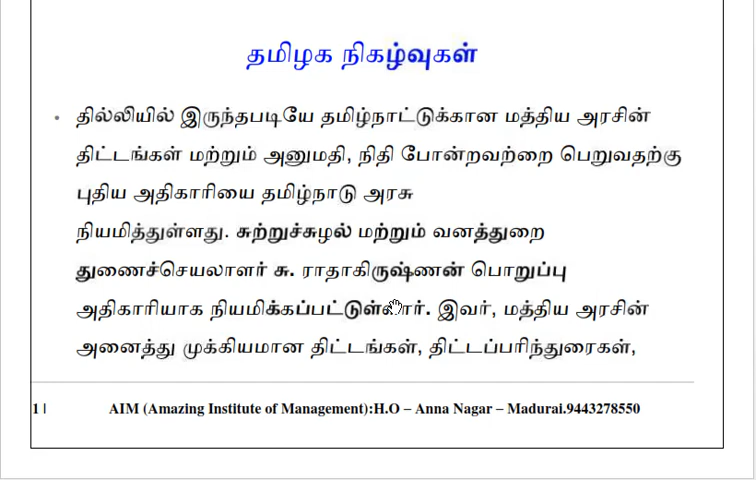 தமிழக நிகழ்வுகள்
• தில்லியில் இருந்தபடியே தமிழ்நாட்டுக்கான மத்திய அரசின்
திட்டங்கள் மற்றும் அனுமதி, நிதி போன்றவற்றை பெறுவதற்கு
புதிய அதிகாரியை தமிழ்நாடு அரசு
நியமித்துள்ளது. சுற்றுச்சுழல் மற்றும் வனத்துறை
துணைச்செயலாளர் சு. ராதாகிருஷ்ணன் பொறுப்பு
அதிகாரியாக நியமிக்கப்பட்டுள்ளார். இவர், மத்திய அரசின்
அனைத்து முக்கியமான திட்டங்கள், திட்டப்பரிந்துரைகள்,
1 | AIM (Amazing Institute of Management):H.O – Anna Nagar – Madurai.9443278550